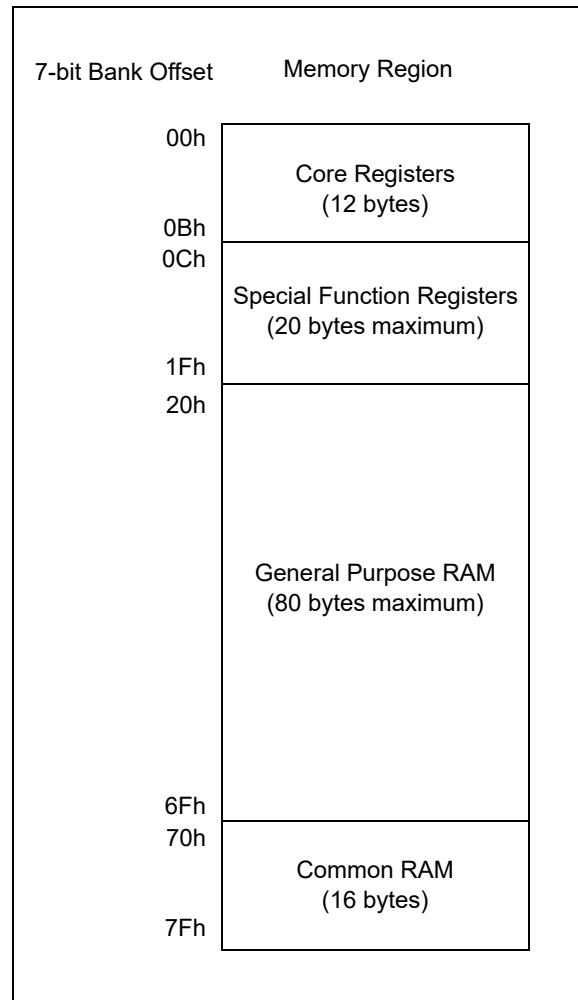 7-bit Bank Offset Memory Region
00h
Core Registers
(12 bytes)
0Bh
0Ch
Special Function Registers
(20 bytes maximum)
1Fh
20h
General Purpose RAM
(80 bytes maximum)
6Fh
70h
Common RAM
(16 bytes)
7Fh